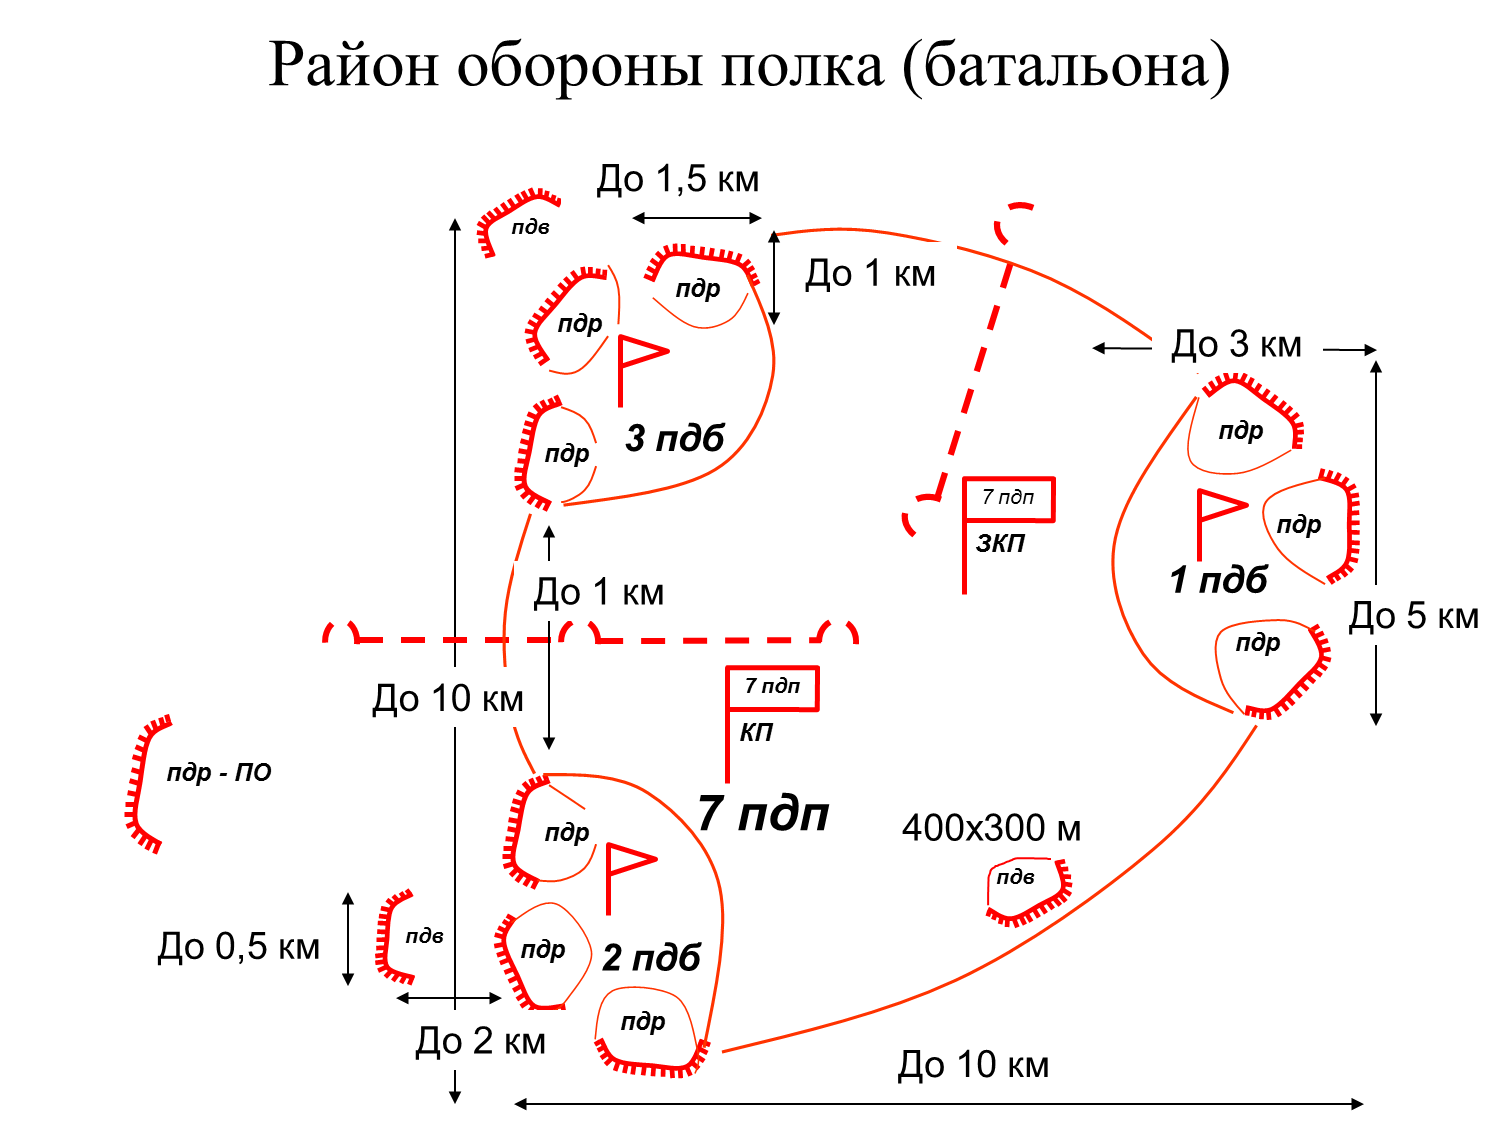 Район обороны полка (батальона)
До 1,5 км
пдв
До 1 км
пдр
пдр
До 3 км
3 пдб
пдр
пдр
7 пдп
ЗКП
пдр
1 пдб
До 1 км
До 5 км
пдр
7 пдп
До 10 км
КП
пдр - ПО
7 пдп
400х300 м
пдр
пдв
пдв
До 0,5 км
пдр
2 пдб
пдр
До 2 км
До 10 км